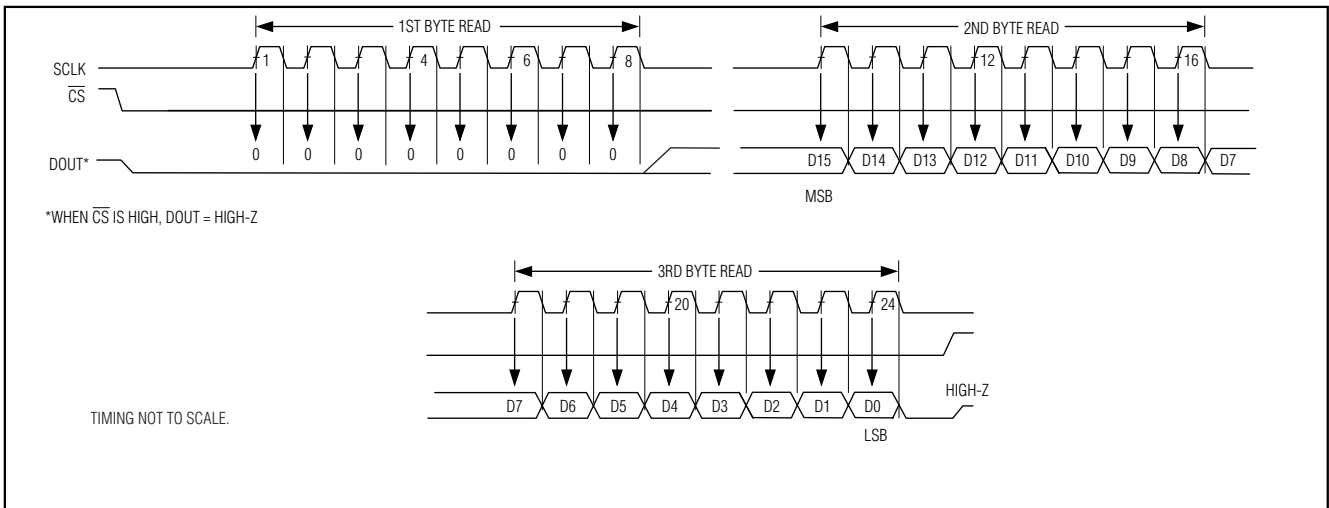 1ST BYTE READ
2ND BYTE READ
SCLK
1 4 6 8 12 16
CS
0 0 0 0 0 0 0 0
DOUT*
D15 D14 D13 D12 D11 D10 D9 D8 D7
MSB
*WHEN CS IS HIGH, DOUT = HIGH-Z
3RD BYTE READ
20 24
HIGH-Z
D7 D6 D5 D4 D3 D2 D1 D0
TIMING NOT TO SCALE.
LSB